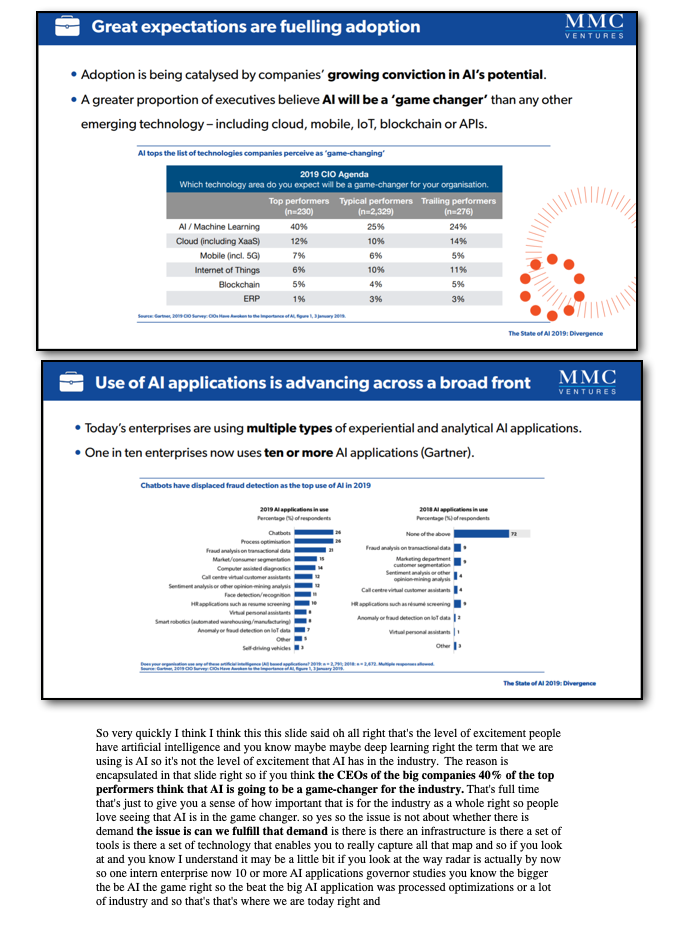 Great expectations are fuelling adoption
MMC
VENTURES
• Adoption is being catalysed by companies’ growing conviction in AI’s potential.
• A greater proportion of executives believe AI will be a ‘game changer’ than any other
emerging technology – including cloud, mobile, IoT, blockchain or APIs.
AI tops the list of technologies companies perceive as ‘game-changing’
2019 CIO Agenda
Which technology area do you expect will be a game-changer for your organisation.
Top performers (n=230) Typical performers (n=2,329) Trailing performers (n=276)
AI / Machine Learning 40% 25% 24%
Cloud (including XaaS) 12% 10% 14%
Mobile (incl. 5G) 7% 6% 5%
Internet of Things 6% 10% 11%
Blockchain 5% 4% 5%
ERP 1% 3% 3%
Source: Gartner, 2019 CIO Survey: CIOs Have Awoken to the Importance of AI, figure 1, 3 January 2019.
The State of AI 2019: Divergence
Use of AI applications is advancing across a broad front
MMC
VENTURES
• Today’s enterprises are using multiple types of experiential and analytical AI applications.
• One in ten enterprises now uses ten or more AI applications (Gartner).
Chatbots have displaced fraud detection as the top use of AI in 2019
2019 AI applications in use
Percentage (%) of respondents
Chatbots 26
Process optimisation 26
Fraud analysis on transactional data 21
Market/consumer segmentation 15
Computer assisted diagnostics 14
Call centre virtual customer assistants 12
Sentiment analysis or other opinion-mining analysis 12
Face detection/recognition 11
HR applications such as resume screening 10
Virtual personal assistants 8
Smart robotics (automated warehousing/manufacturing) 8
Anomaly or fraud detection on IoT data 7
Other 5
Self-driving vehicles 3
2018 AI applications in use
Percentage (%) of respondents
None of the above 72
Fraud analysis on transactional data 9
Marketing department
customer segmentation 9
Sentiment analysis or other
opinion-mining analysis 4
Call centre virtual customer assistants 4
HR applications such as resume screening 9
Anomaly or fraud detection on IoT data 2
Virtual personal assistants 1
Other 3
Does your organisation use any of these artificial intelligence (AI) based applications? 2019: n = 2,791; 2018: n = 2,672. Multiple responses allowed.
Source: Gartner, 2019 CIO Survey: CIOs Have Awoken to the Importance of AI, figure 1, 3 January 2019.
The State of AI 2019: Divergence
So very quickly I think I think this this slide said oh all right that's the level of excitement people
have artificial intelligence and you know maybe maybe deep learning right the term that we are
using is AI so it's not the level of excitement that AI has in the industry. The reason is
encapsulated in that slide right so if you think the CEOs of the big companies 40% of the top
performers think that AI is going to be a game-changer for the industry. That's full time
that's just to give you a sense of how important that is for the industry as a whole right so people
love seeing that AI is in the game changer. so yes so the issue is not about whether there is
demand the issue is can we fulfill that demand is there is there an infrastructure is there a set of
tools is there a set of technology that enables you to really capture all that map and so if you look
at and you know I understand it may be a little bit if you look at the way radar is actually by now
so one intern enterprise now 10 or more AI applications governor studies you know the bigger
the be AI the game right so the beat the big AI application was processed optimizations or a lot
of industry and so that's that's where we are today right and